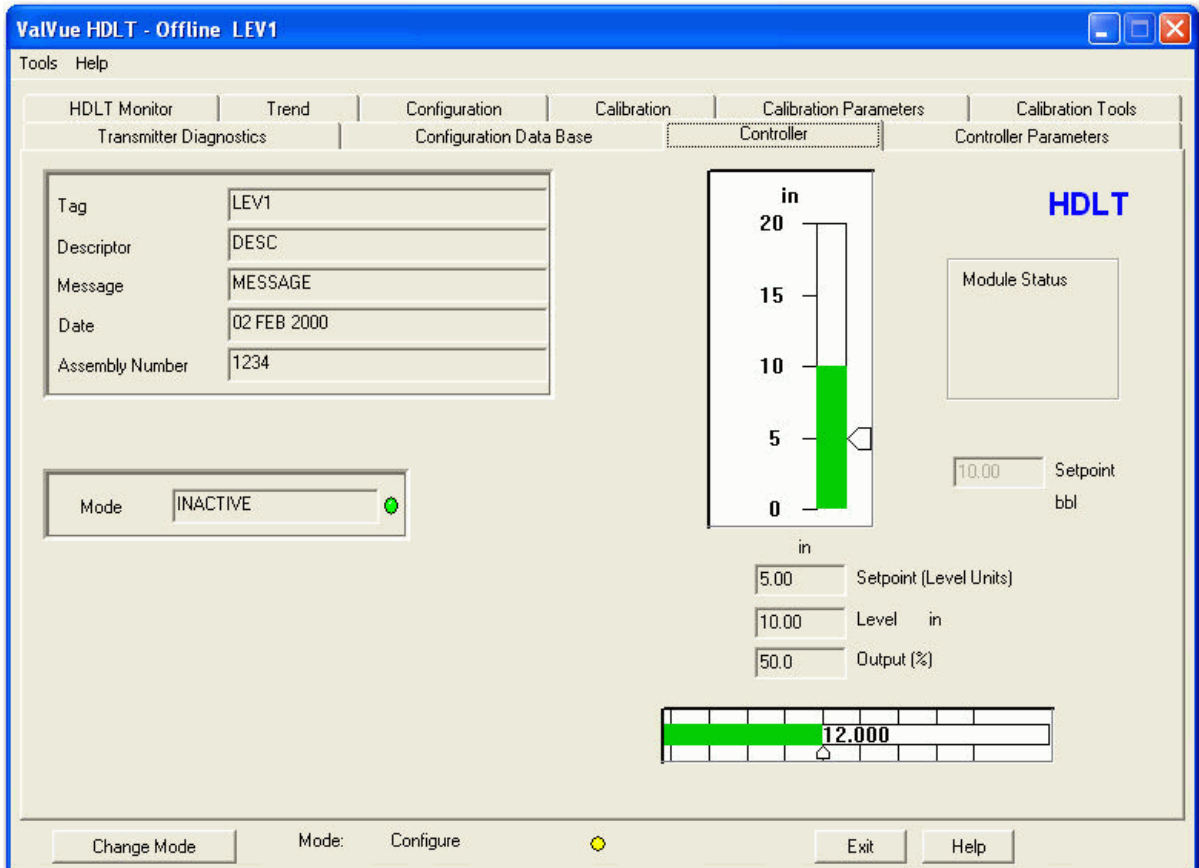 ValVue HDLT - Offline LEV1
Tools Help
HDLT Monitor Trend Configuration Calibration Calibration Parameters Calibration Tools
Transmitter Diagnostics Configuration Data Base Controller Controller Parameters
Tag LEV1
Descriptor DESC
Message MESSAGE
Date 02 FEB 2000
Assembly Number 1234
Mode INACTIVE
in
20
15
10
5
0
in
HDLT
Module Status
10.00 Setpoint
bbl
5.00 Setpoint (Level Units)
10.00 Level in
50.0 Output (%)
12.000
Change Mode Mode: Configure Exit Help